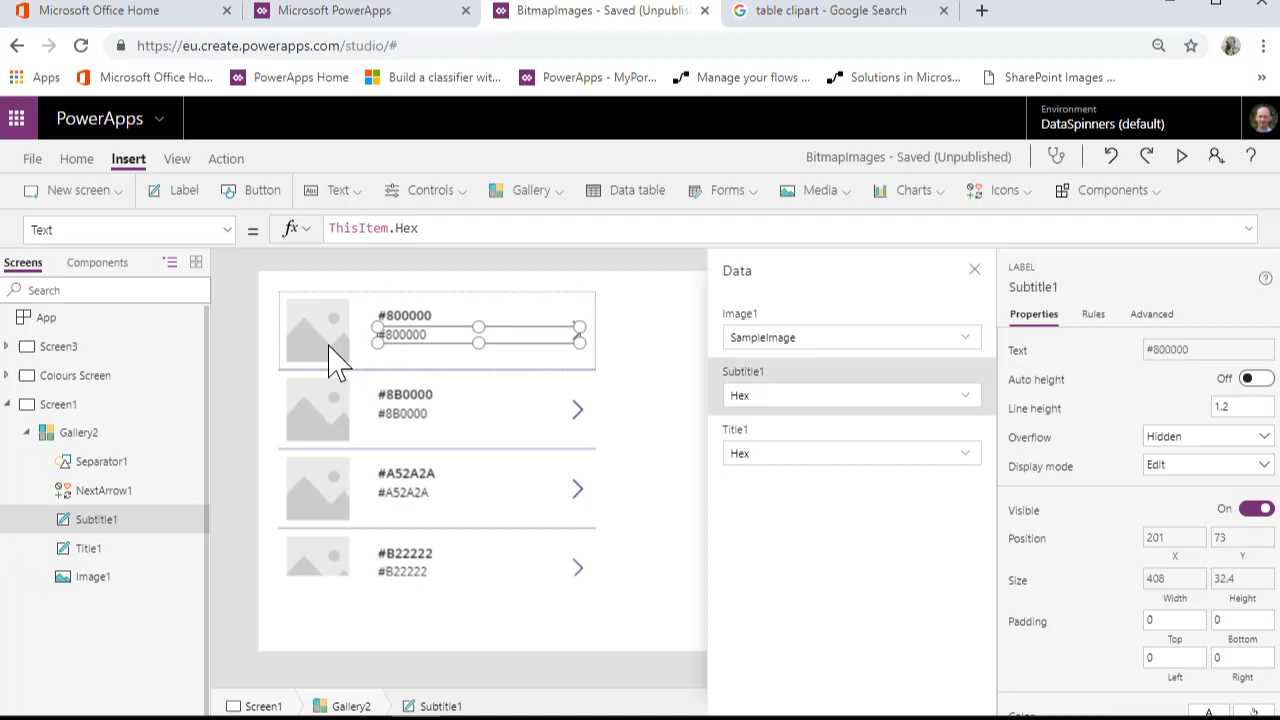 Microsoft Office Home
Microsoft PowerApps
BitmapImages - Saved (Unpublis
table clipart - Google Search
https://eu.create.powerapps.com/studio/#
Apps
Microsoft Office Ho...
PowerApps Home
Build a classifier wit...
PowerApps - MyPor...
Manage your flows ...
Solutions in Micros...
SharePoint Images ...
»
PowerApps
Environment
DataSpinners (default)
File
Home
Insert
View
Action
BitmapImages - Saved (Unpublished)
?
New screen
Label
Button
Text
Controls
Gallery
Data table
Forms
Media
Charts
Icons
Components
Text
=
fx
ThisItem.Hex
Screens
Components
Search
App
Screen3
Colours Screen
Screen1
Gallery2
Separator1
NextArrow1
Subtitle1
Title1
Image1
#800000
#800000
#8B0000
#8B0000
#A52A2A
#A52A2A
#B22222
#B22222
Data
Image1
SampleImage
Subtitle1
Hex
Title1
Hex
LABEL
Subtitle1
?
Properties
Rules
Advanced
Text
#800000
Auto height
Off
Line height
1.2
Overflow
Hidden
Display mode
Edit
Visible
On
Position
201
73
X
Y
Size
408
32.4
Width
Height
Padding
0
0
Top
Bottom
0
0
Left
Right
Color
A
Screen1
Gallery2
Subtitle1